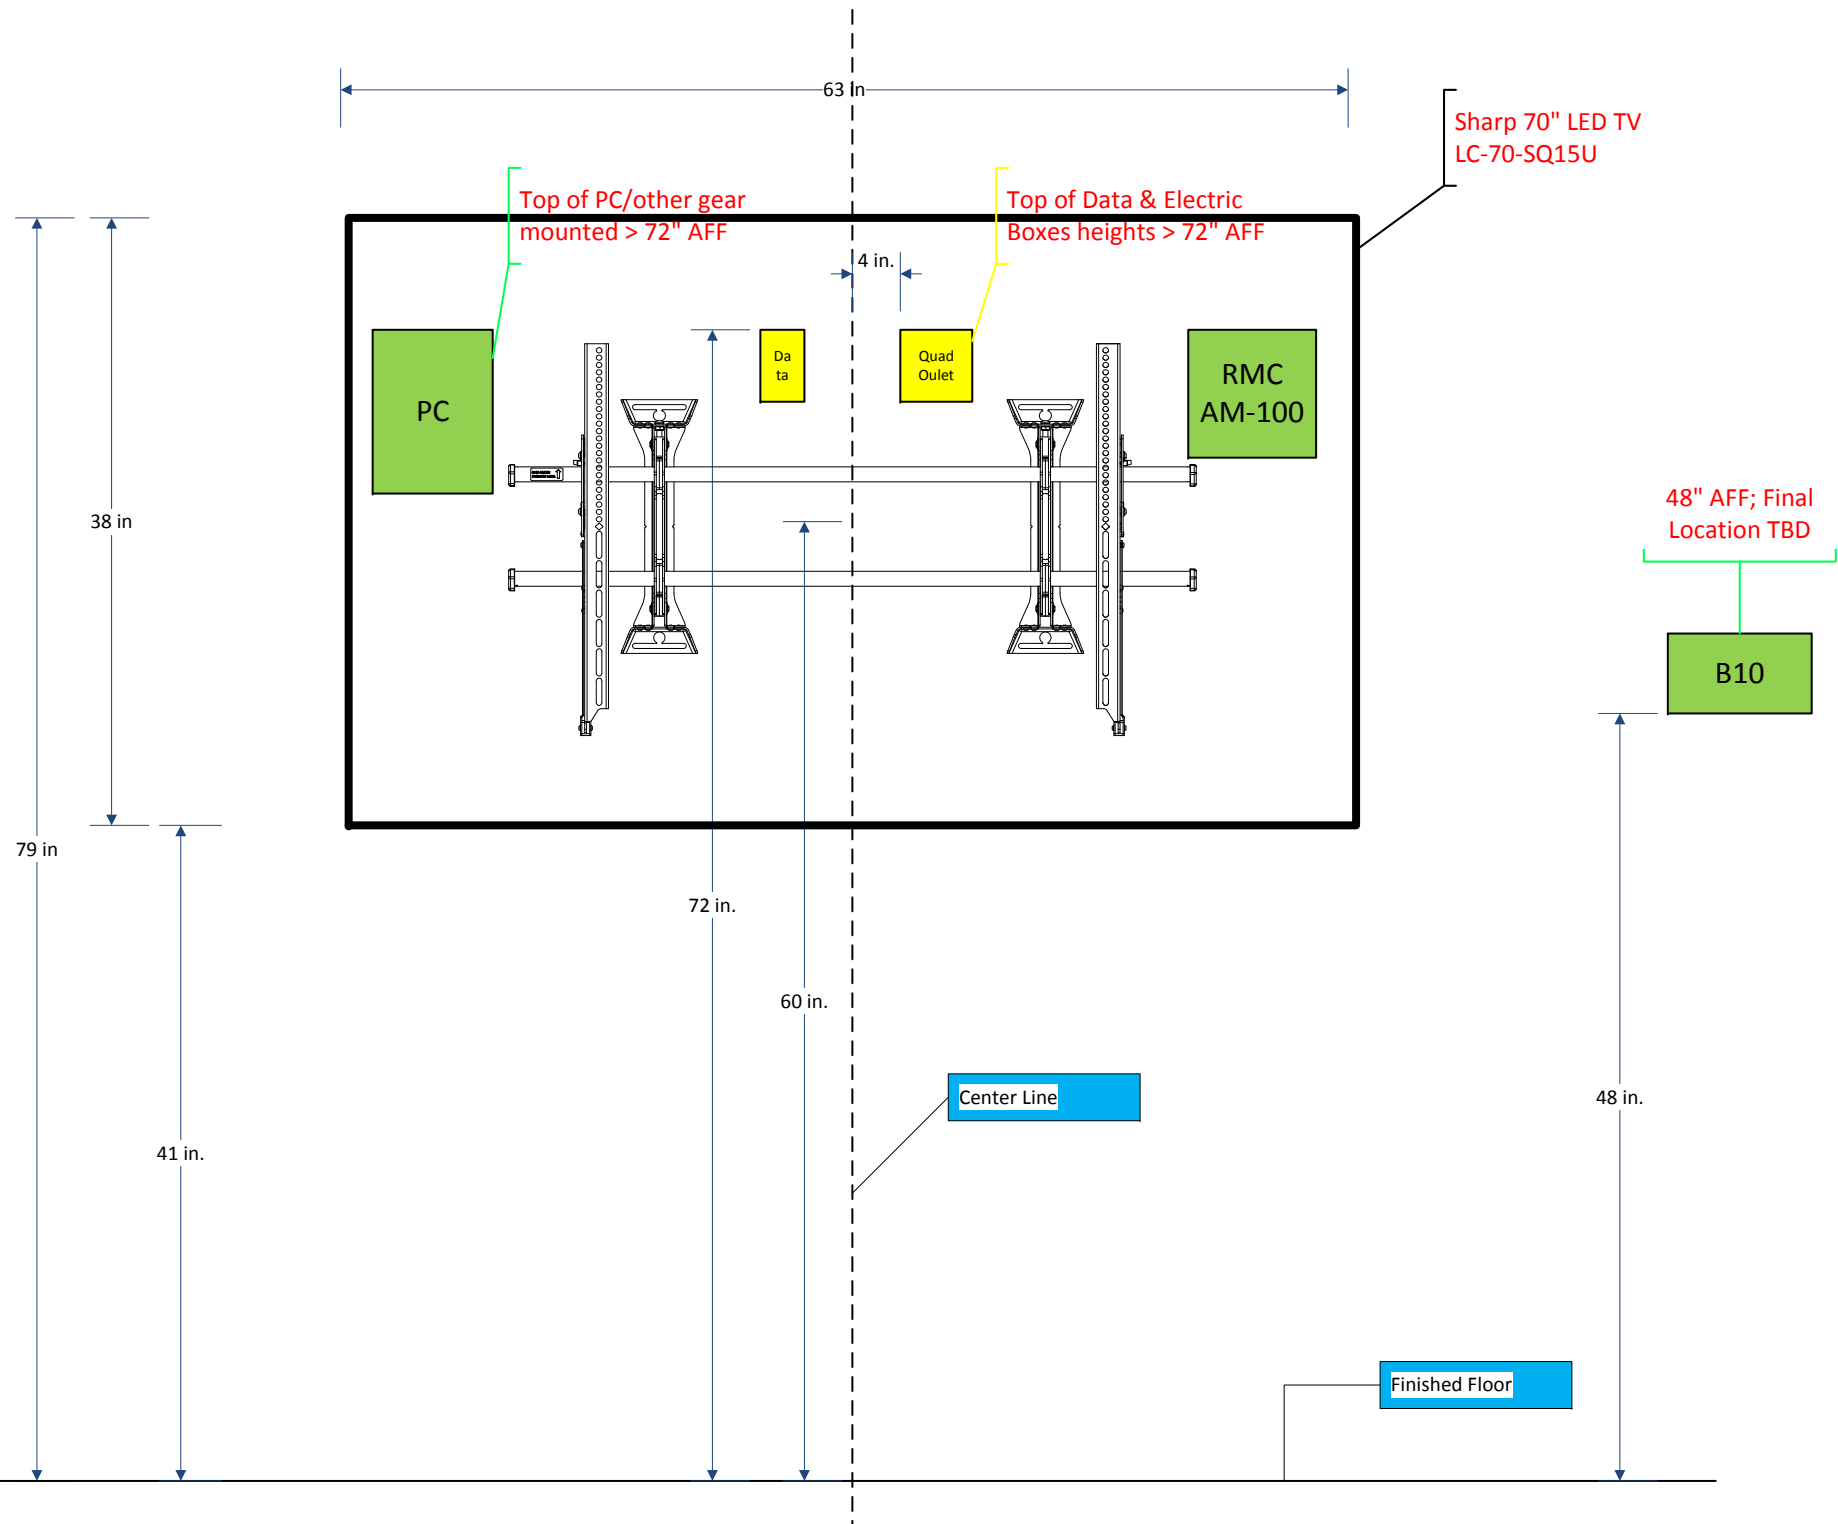 63 in
Sharp 70" LED TV
LC-70-SQ15U
Top of PC/other gear
mounted > 72" AFF
Top of Data & Electric
Boxes heights > 72" AFF
4 in.
Da
ta
Quad
Oulet
PC
RMC
AM-100
38 in
48" AFF; Final
Location TBD
B10
79 in
72 in.
60 in.
Center Line
48 in.
41 in.
Finished Floor